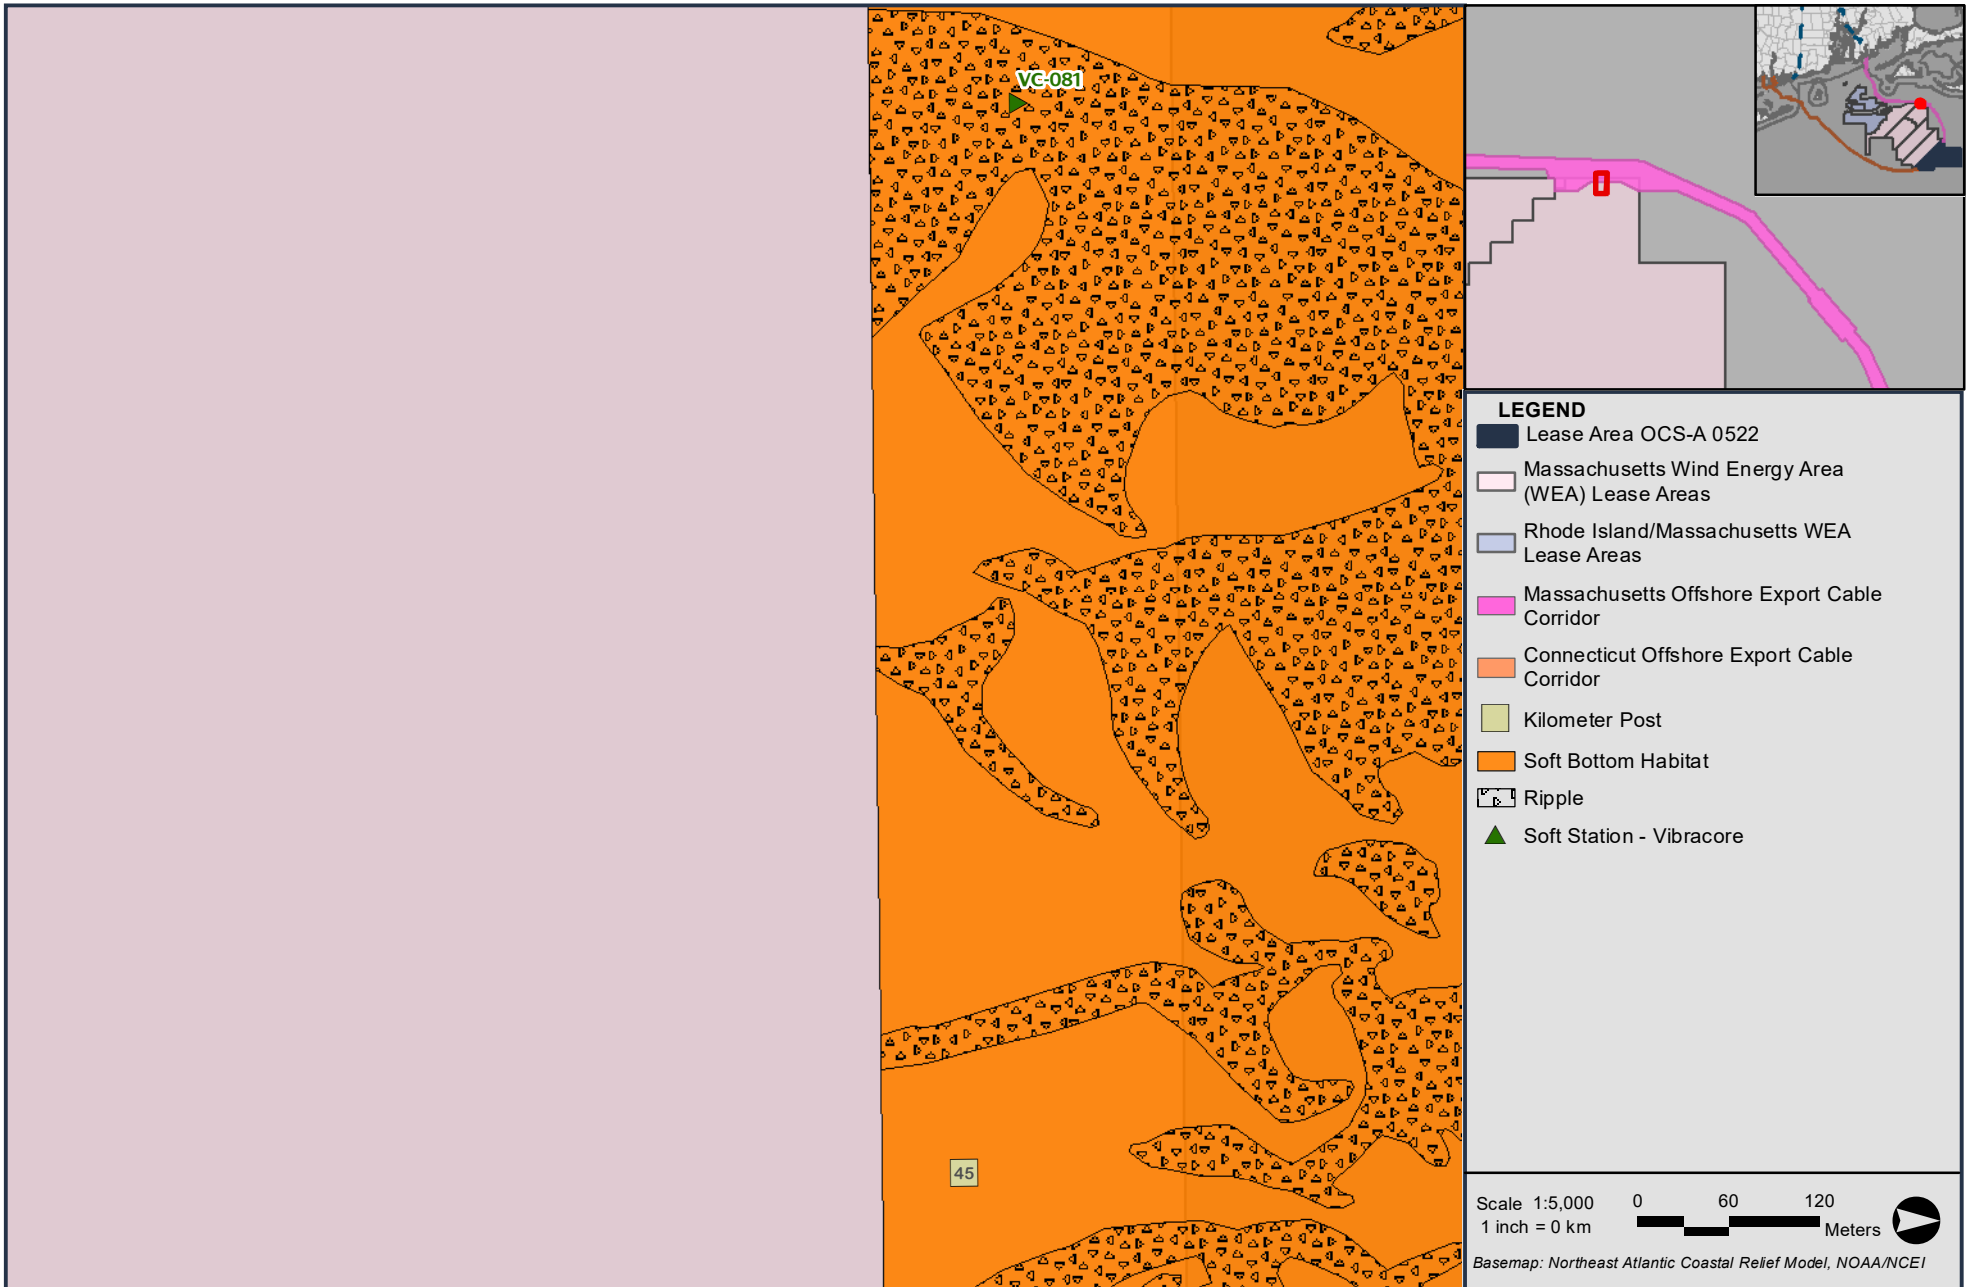 VC-081
45
LEGEND
Lease Area OCS-A 0522
Massachusetts Wind Energy Area
(WEA) Lease Areas
Rhode Island/Massachusetts WEA
Lease Areas
Massachusetts Offshore Export Cable
Corridor
Connecticut Offshore Export Cable
Corridor
Kilometer Post
Soft Bottom Habitat
Ripple
Soft Station - Vibracore
Scale 1:5,000
1 inch = 0 km
0 60 120
Meters
Basemap: Northeast Atlantic Coastal Relief Model, NOAA/NCEI